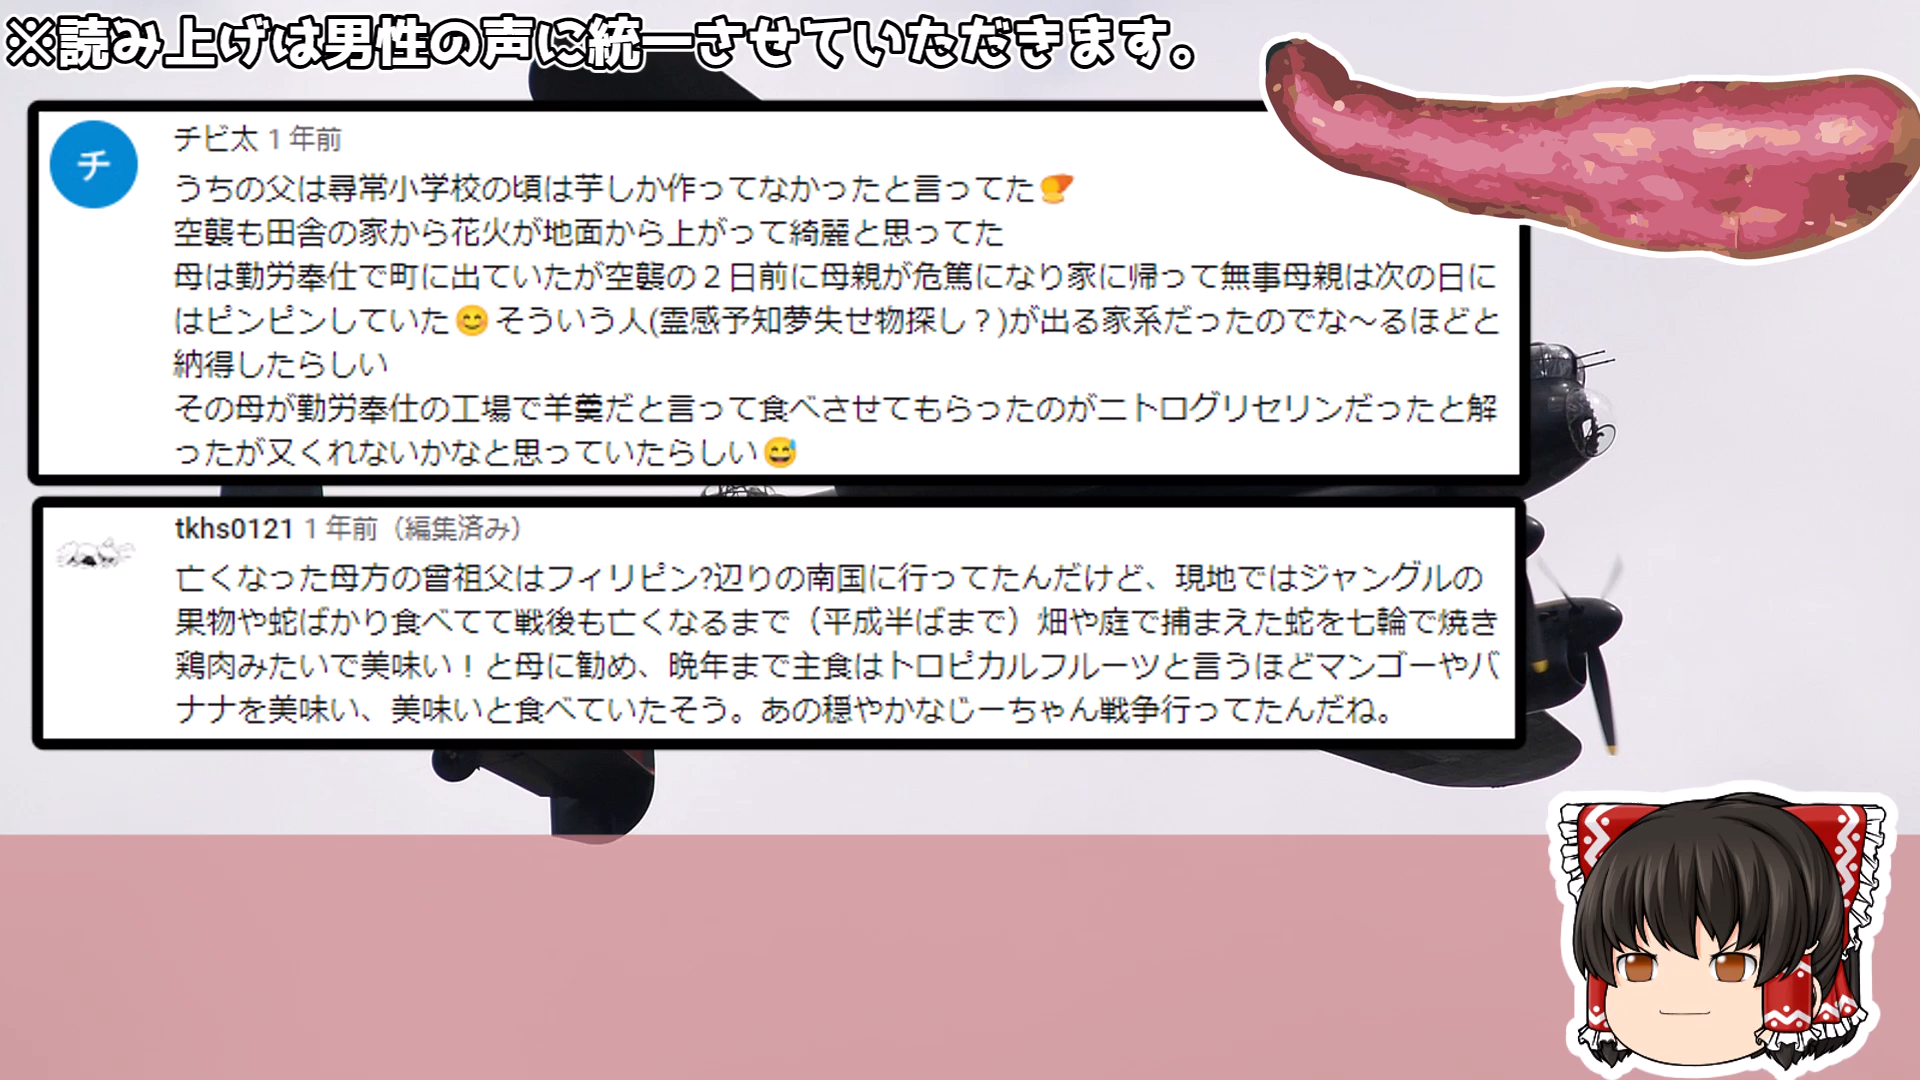 ※読み上げは男性の声に統一させていただきます。
チ
チビ太 1 年前
うちの父は尋常小学校の頃は芋しか作ってなかったと言ってた🍠
空襲も田舎の家から花火が地面から上がって綺麗と思ってた
母は勤労奉仕で町に出ていたが空襲の２日前に母親が危篤になり家に帰って無事母親は次の日に
はピンピンしていた😊そういう人(霊感予知夢失せ物探し？)が出る家系だったのでな〜るほどと
納得したらしい
その母が勤労奉仕の工場で羊羹だと言って食べさせてもらったのがニトログリセリンだったと解
ったが又くれないかなと思っていたらしい😅
tkhs0121 1 年前（編集済み）
亡くなった母方の曾祖父はフィリピン?辺りの南国に行ってたんだけど、現地ではジャングルの
果物や蛇ばかり食べてて戦後も亡くなるまで（平成半ばまで）畑や庭で捕まえた蛇を七輪で焼き
鶏肉みたいで美味い！と母に勧め、晩年まで主食はトロピカルフルーツと言うほどマンゴーやバ
ナナを美味い、美味いと食べていたそう。あの穏やかなじーちゃん戦争行ってたんだね。